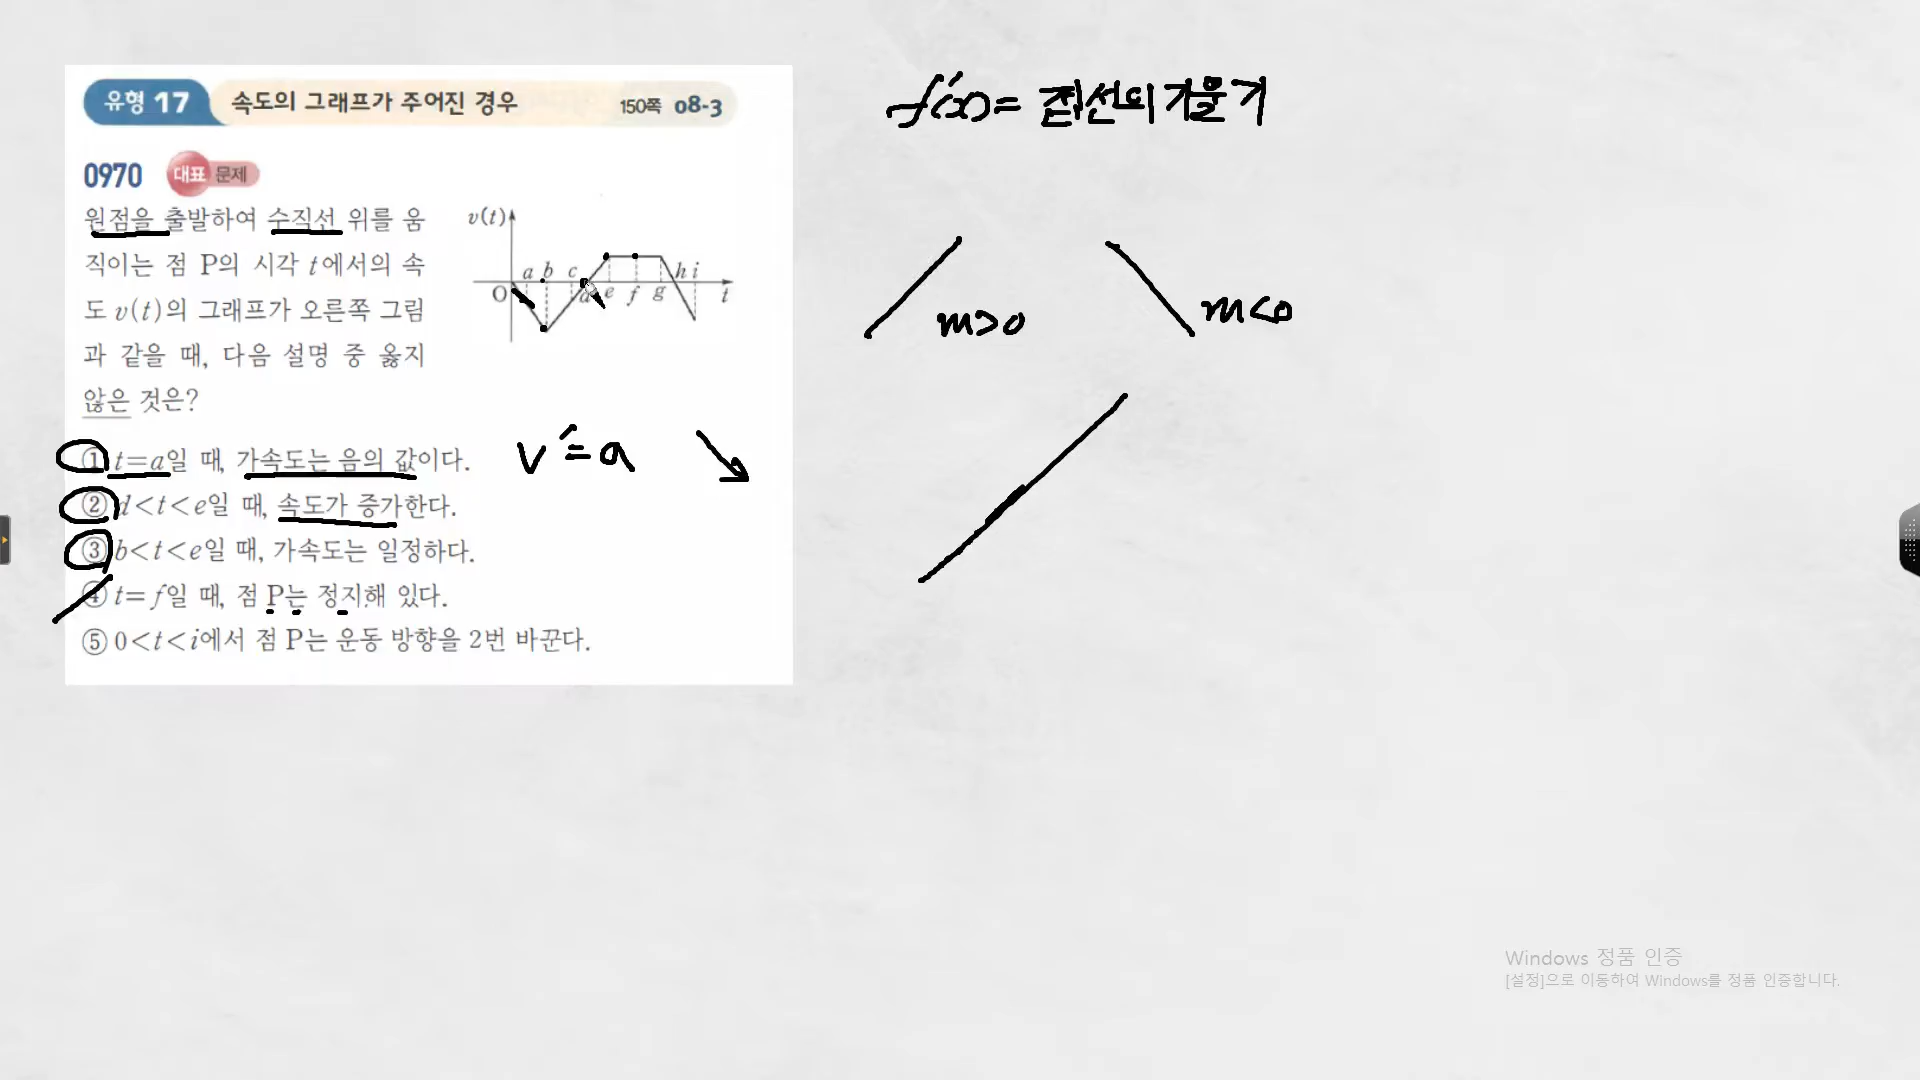 유형 17 속도의 그래프가 주어진 경우 150쪽 08-3
0970 대표 문제
원점을 출발하여 수직선 위를 움
직이는 점 P의 시각 t에서의 속
도 v(t)의 그래프가 오른쪽 그림
과 같을 때, 다음 설명 중 옳지
않은 것은?
v(t)
a b c h i
O d e f g t
① t=a일 때, 가속도는 음의 값이다.
② d<t<e일 때, 속도가 증가한다.
③ b<t<e일 때, 가속도는 일정하다.
④ t=f일 때, 점 P는 정지해 있다.
⑤ 0<t<i에서 점 P는 운동 방향을 2번 바꾼다.
v′=a
f′(x)= 접선의 기울기
m>0
m<0
Windows 정품 인증
[설정]으로 이동하여 Windows를 정품 인증합니다.